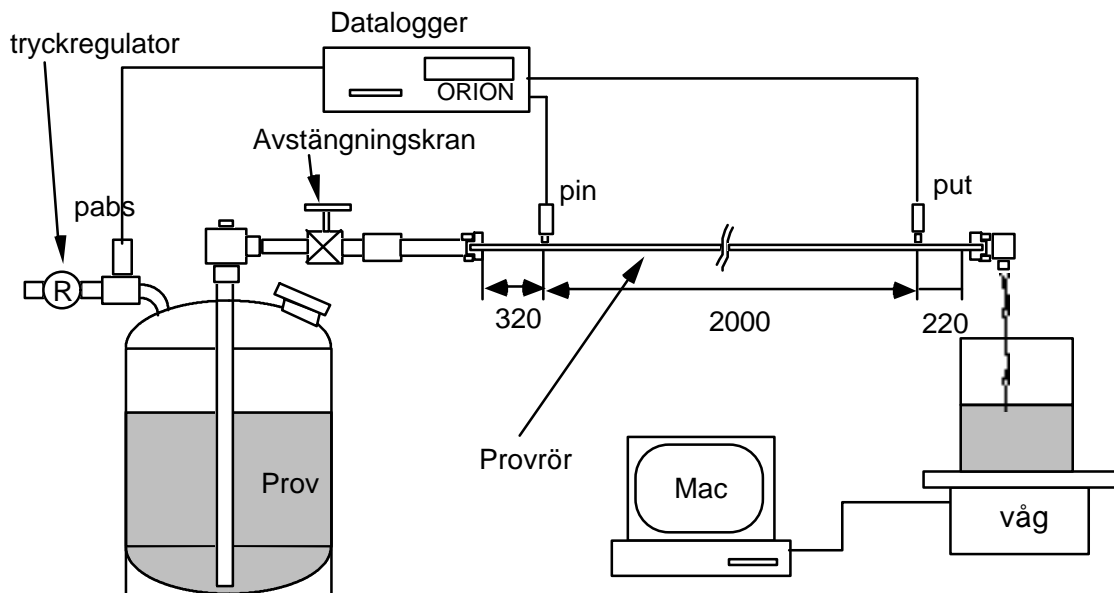 Datalogger
tryckregulator
ORION
Avstängningskran
pabs
pin
put
R
320
2000
220
Provrör
Prov
Mac
våg